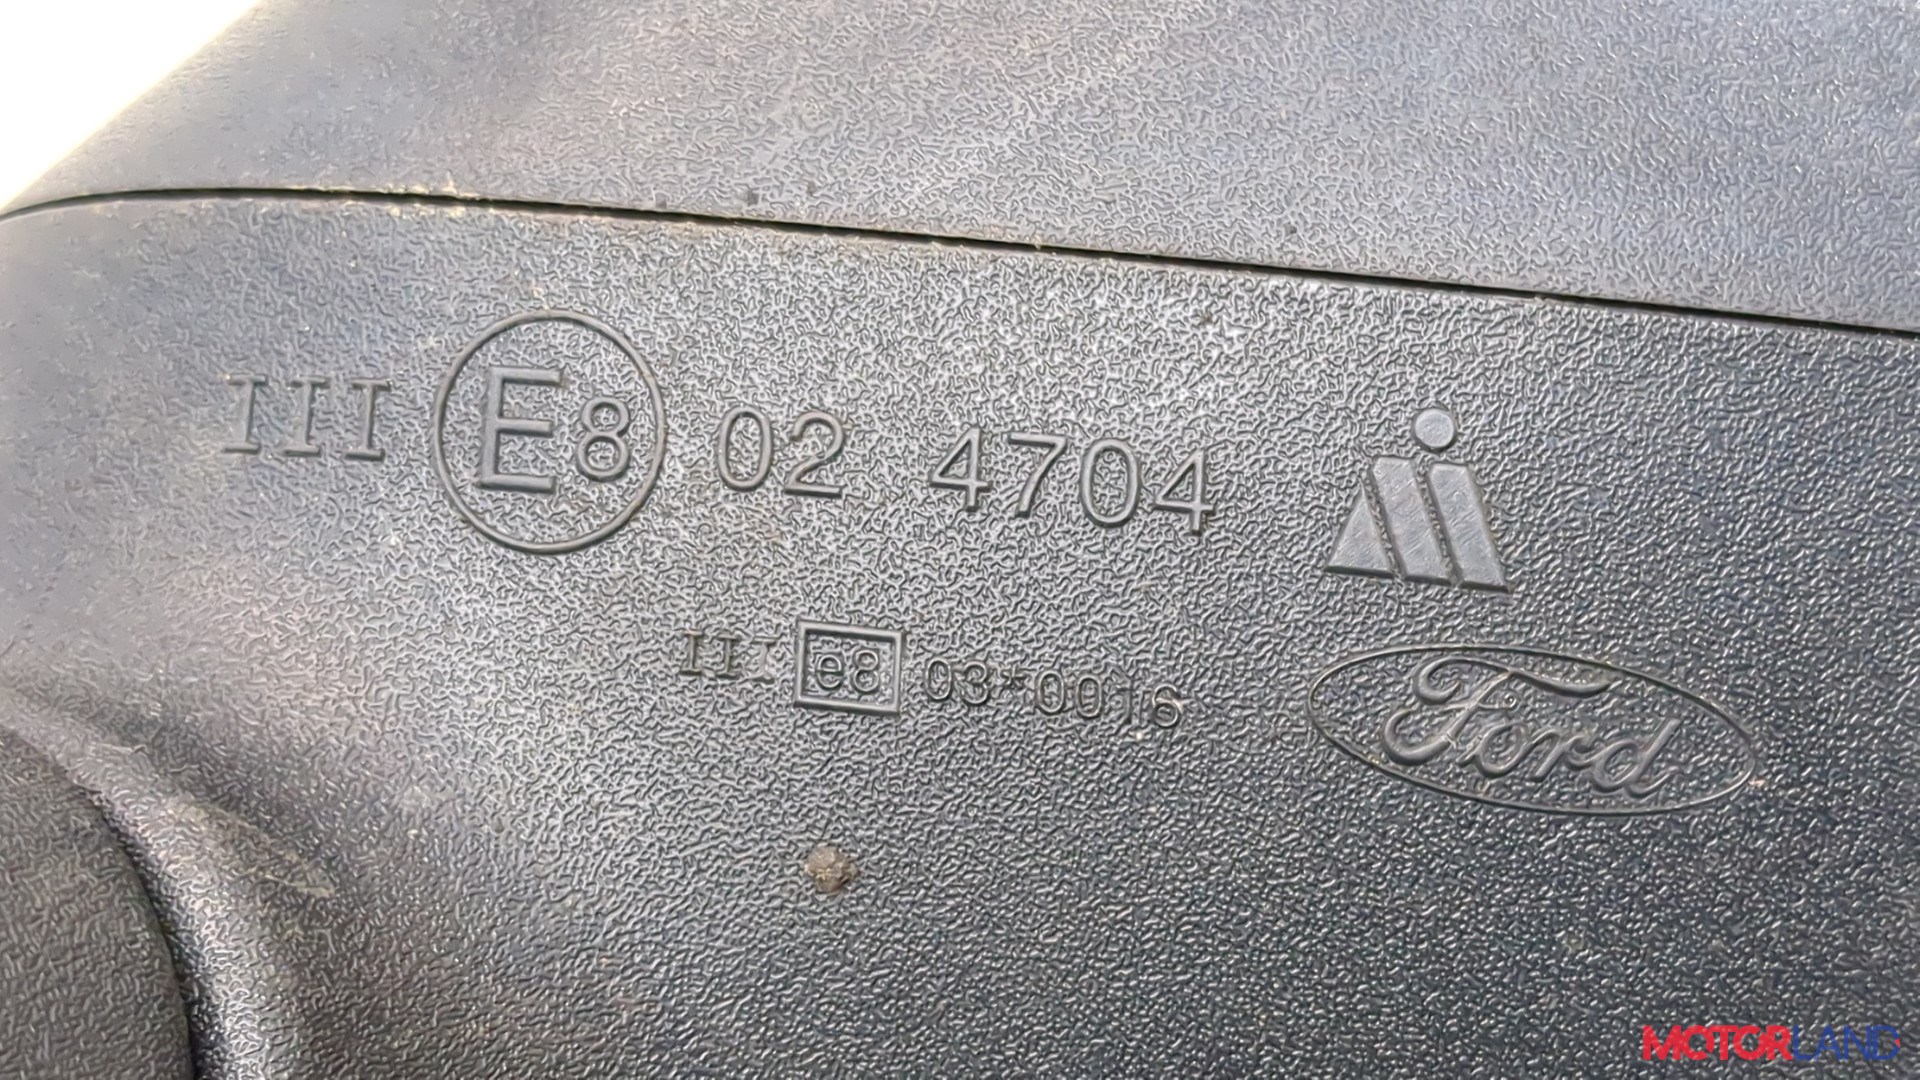 III E8 02 4704
III e8 03*0016
Ford
MOTORLAND